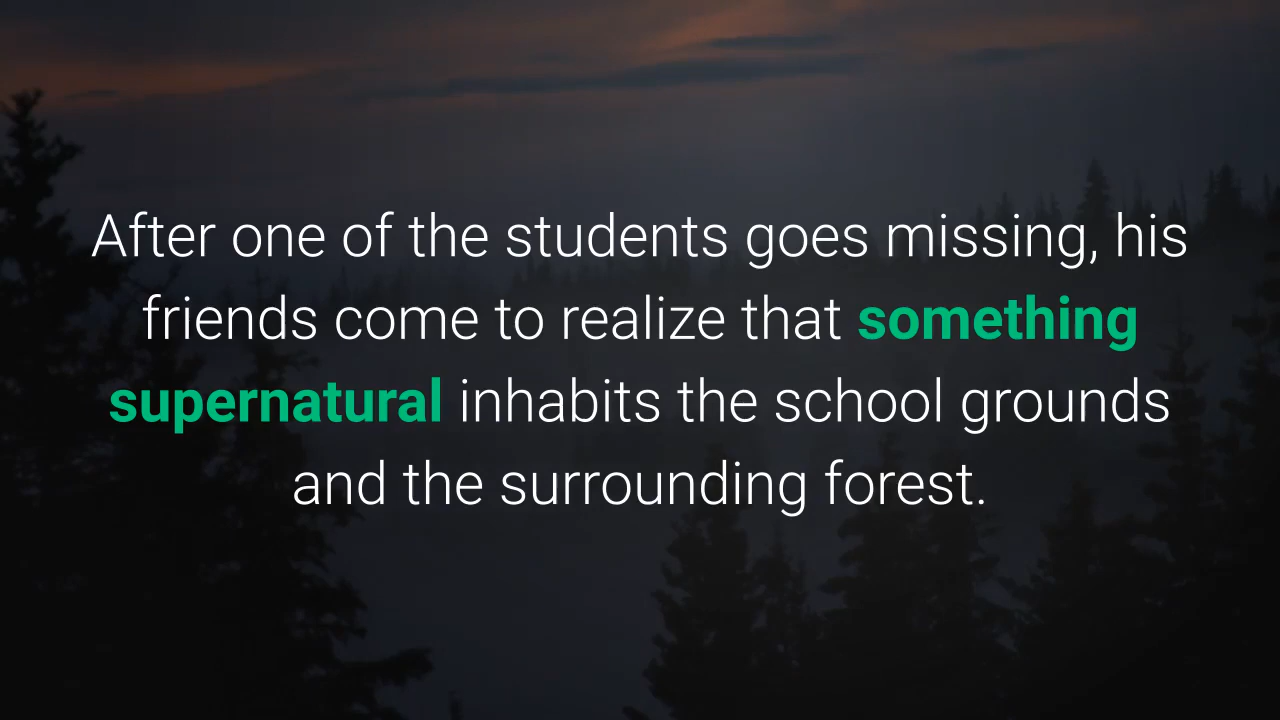 After one of the students goes missing, his
friends come to realize that something
supernatural inhabits the school grounds
and the surrounding forest.